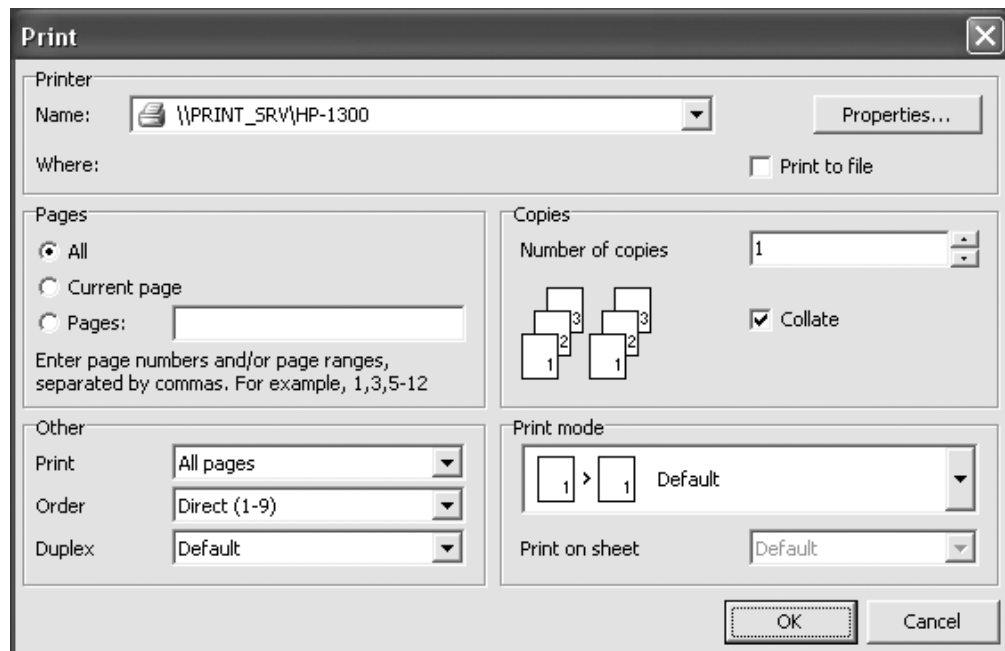 Print
Printer
Name: \\PRINT_SRV\HP-1300 Properties...
Where: Print to file
Pages
All
Current page
Pages:
Enter page numbers and/or page ranges,
separated by commas. For example, 1,3,5-12
Copies
Number of copies 1
3 3
2 2
1 1
Collate
Other
Print All pages
Order Direct (1-9)
Duplex Default
Print mode
1 > 1 Default
Print on sheet Default
OK Cancel